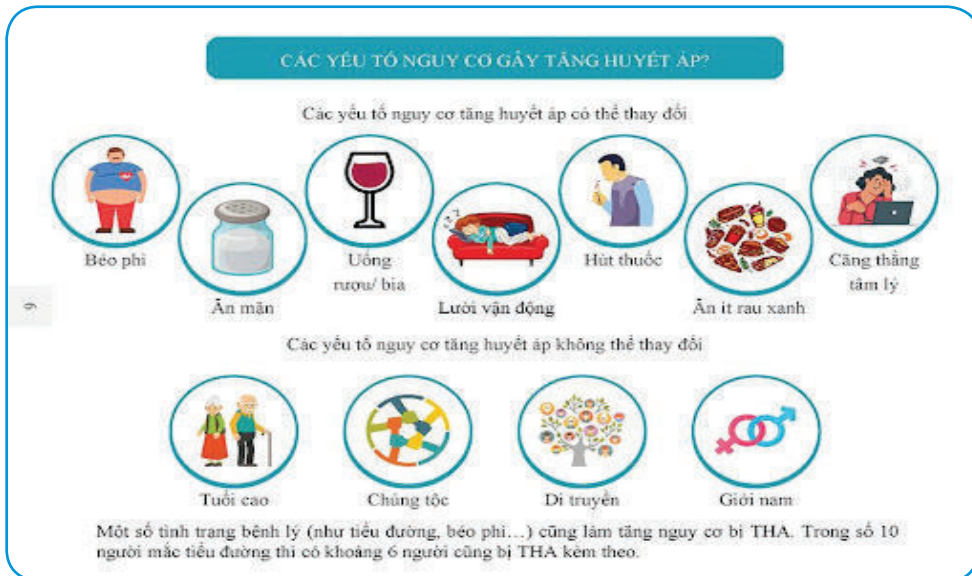 CÁC YẾU TỐ NGUY CƠ GÂY TĂNG HUYẾT ÁP?
Các yếu tố nguy cơ tăng huyết áp có thể thay đổi
Béo phì
Ăn mặn
Uống
rượu/ bia
Lười vận động
Hút thuốc
Ăn ít rau xanh
Căng thẳng
tâm lý
9
Các yếu tố nguy cơ tăng huyết áp không thể thay đổi
Tuổi cao
Chủng tộc
Di truyền
Giới nam
Một số tình trạng bệnh lý (như tiểu đường, béo phì...) cũng làm tăng nguy cơ bị THA. Trong số 10
người mắc tiểu đường thì có khoảng 6 người cũng bị THA kèm theo.